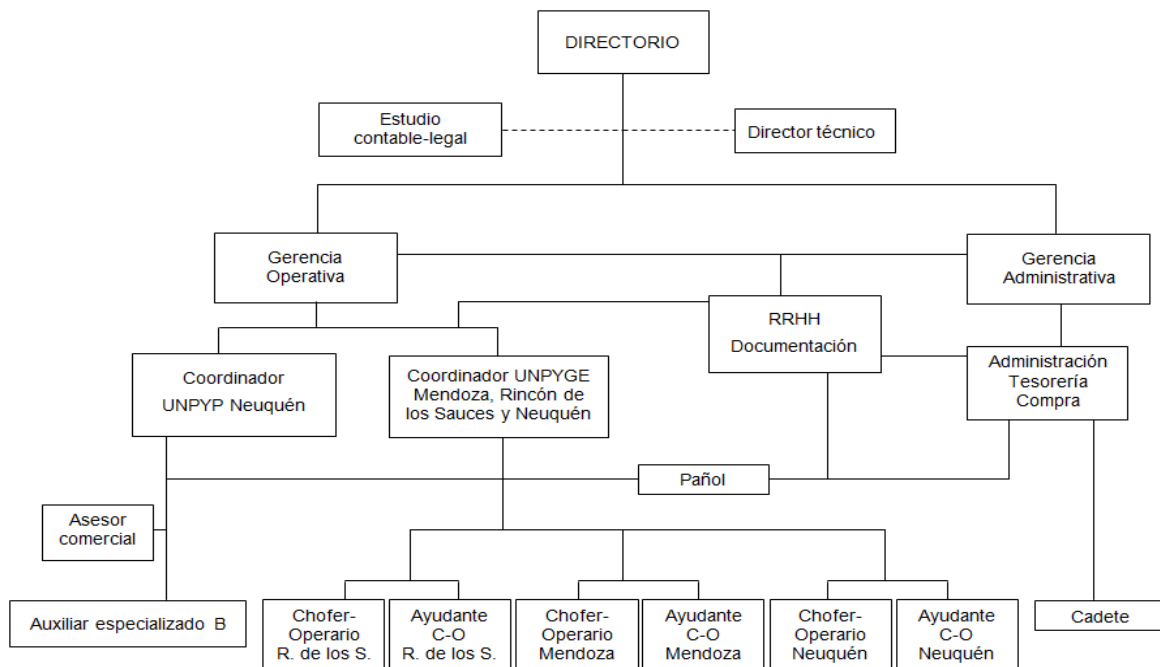 DIRECTORIO
Estudio
contable-legal
Director técnico
Gerencia
Operativa
Gerencia
Administrativa
RRHH
Documentación
Coordinador
UNPYP Neuquén
Coordinador UNPYGE
Mendoza, Rincón de
los Sauces y Neuquén
Administración
Tesorería
Compra
Pañol
Asesor
comercial
Auxiliar especializado B
Chofer-
Operario
R. de los S.
Ayudante
C-O
R. de los S.
Chofer-
Operario
Mendoza
Ayudante
C-O
Mendoza
Chofer-
Operario
Neuquén
Ayudante
C-O
Neuquén
Cadete